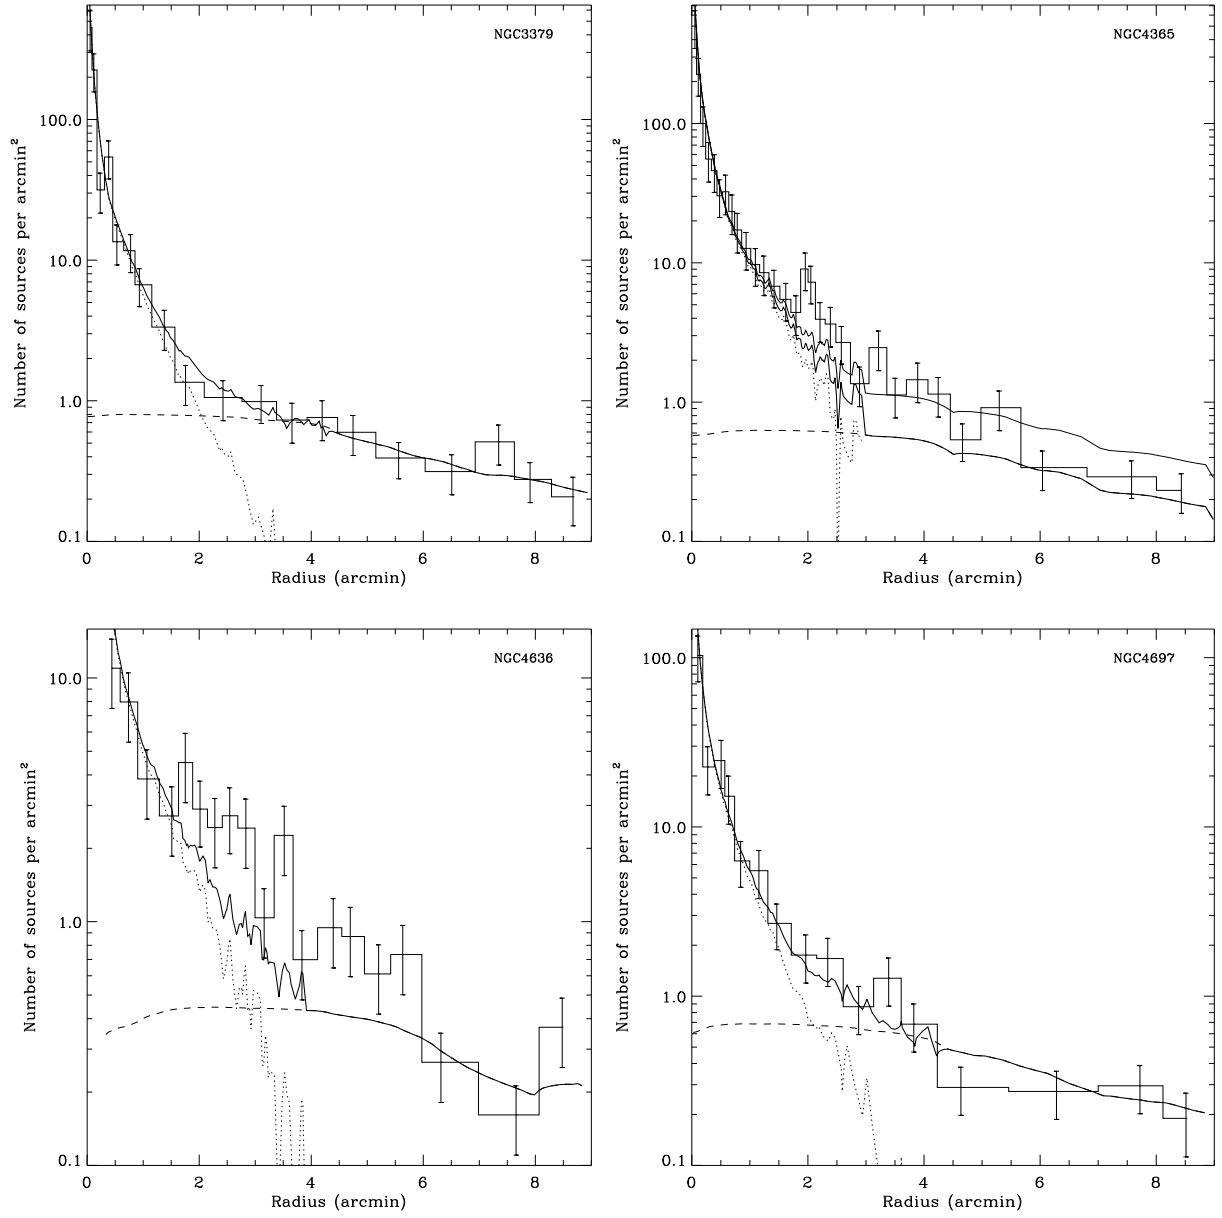 NGC3379
100.0
10.0
1.0
0.1
Number of sources per arcmin²
0 2 4 6 8
Radius (arcmin)
NGC4365
100.0
10.0
1.0
0.1
Number of sources per arcmin²
0 2 4 6 8
Radius (arcmin)
NGC4636
10.0
1.0
0.1
Number of sources per arcmin²
0 2 4 6 8
Radius (arcmin)
NGC4697
100.0
10.0
1.0
0.1
Number of sources per arcmin²
0 2 4 6 8
Radius (arcmin)